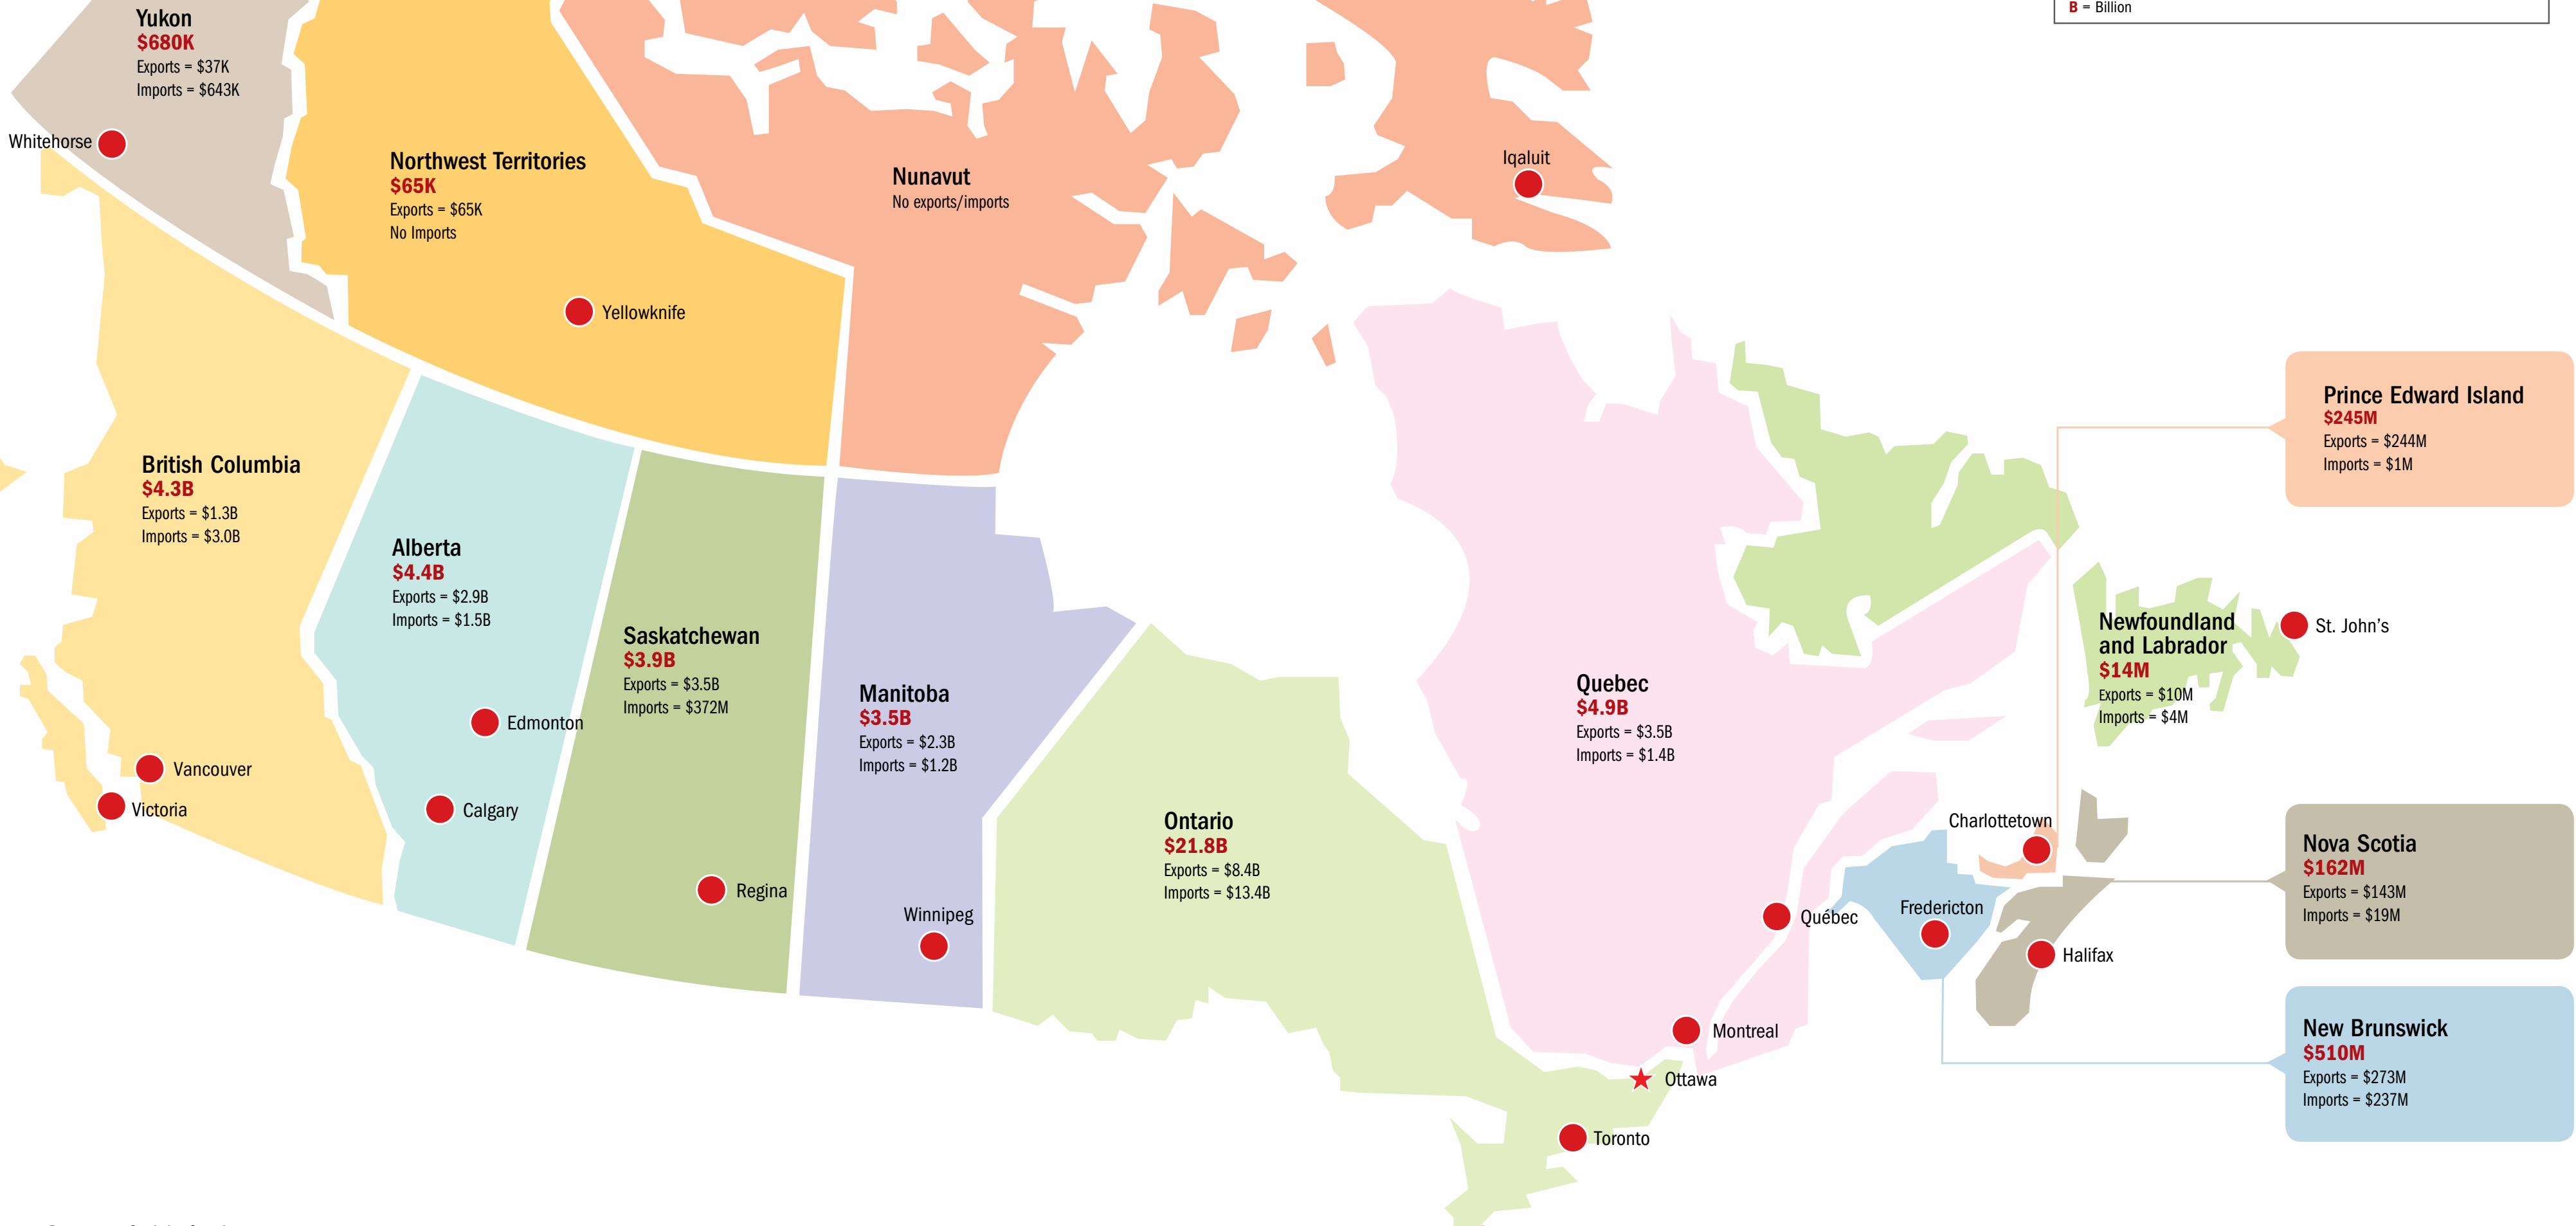 B = Billion
Yukon
$680K
Exports = $37K
Imports = $643K
Whitehorse
Northwest Territories
$65K
Exports = $65K
No Imports
Yellowknife
Nunavut
No exports/imports
Iqaluit
British Columbia
$4.3B
Exports = $1.3B
Imports = $3.0B
Vancouver
Victoria
Alberta
$4.4B
Exports = $2.9B
Imports = $1.5B
Edmonton
Calgary
Saskatchewan
$3.9B
Exports = $3.5B
Imports = $372M
Regina
Manitoba
$3.5B
Exports = $2.3B
Imports = $1.2B
Winnipeg
Ontario
$21.8B
Exports = $8.4B
Imports = $13.4B
Ottawa
Toronto
Quebec
$4.9B
Exports = $3.5B
Imports = $1.4B
Québec
Montreal
Newfoundland
and Labrador
$14M
Exports = $10M
Imports = $4M
St. John's
Prince Edward Island
$245M
Exports = $244M
Imports = $1M
Charlottetown
Nova Scotia
$162M
Exports = $143M
Imports = $19M
Halifax
Fredericton
New Brunswick
$510M
Exports = $273M
Imports = $237M